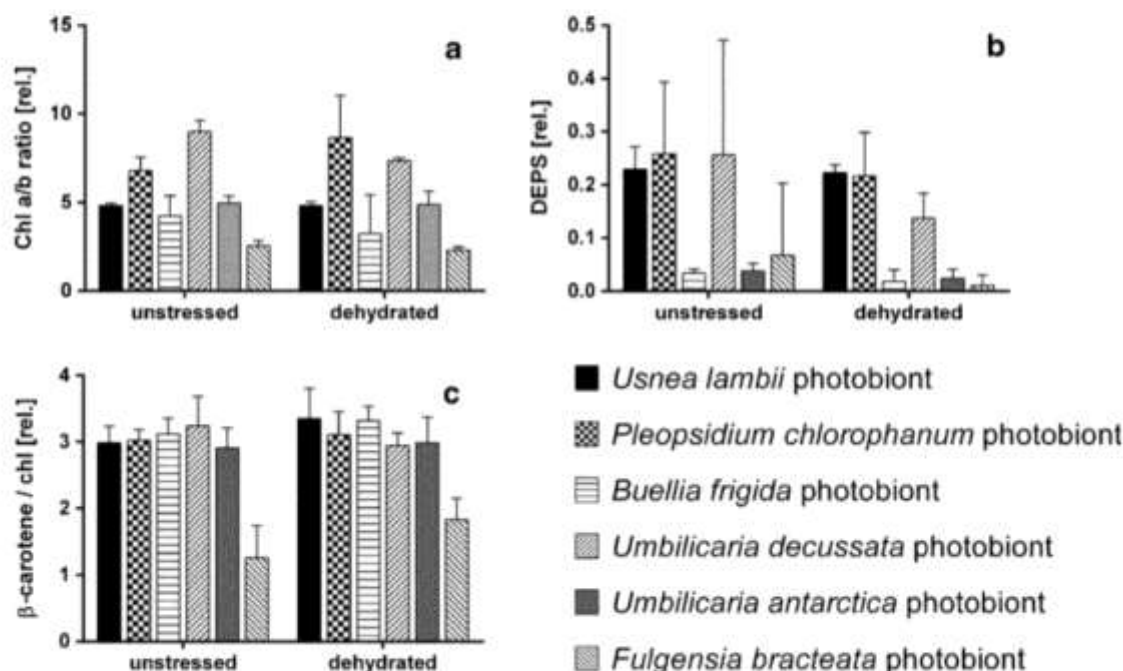 15
10
5
0
Chl a/b ratio [rel.]
a
unstressed
dehydrated
0.5
0.4
0.3
0.2
0.1
0.0
DEPS [rel.]
b
unstressed
dehydrated
4
3
2
1
0
β-carotene / chl [rel.]
c
unstressed
dehydrated
Usnea lambii photobiont
Pleopsidium chlorophanum photobiont
Buellia frigida photobiont
Umbilicaria decussata photobiont
Umbilicaria antarctica photobiont
Fulgensia bracteata photobiont